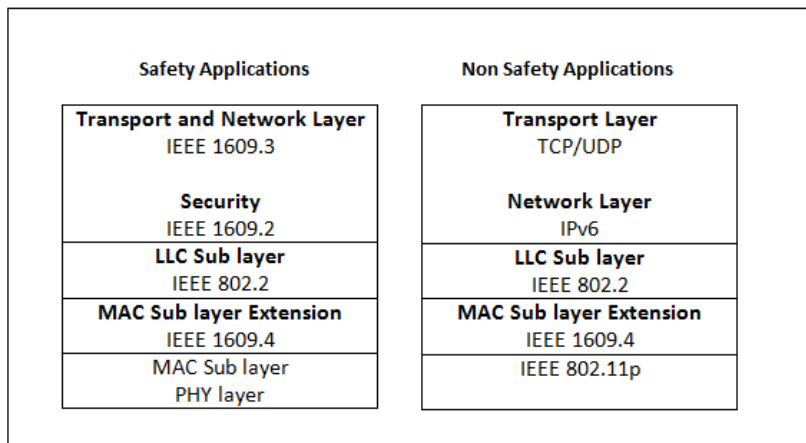 Safety Applications
Transport and Network Layer
IEEE 1609.3
Security
IEEE 1609.2
LLC Sub layer
IEEE 802.2
MAC Sub layer Extension
IEEE 1609.4
MAC Sub layer
PHY layer
Non Safety Applications
Transport Layer
TCP/UDP
Network Layer
IPv6
LLC Sub layer
IEEE 802.2
MAC Sub layer Extension
IEEE 1609.4
IEEE 802.11p